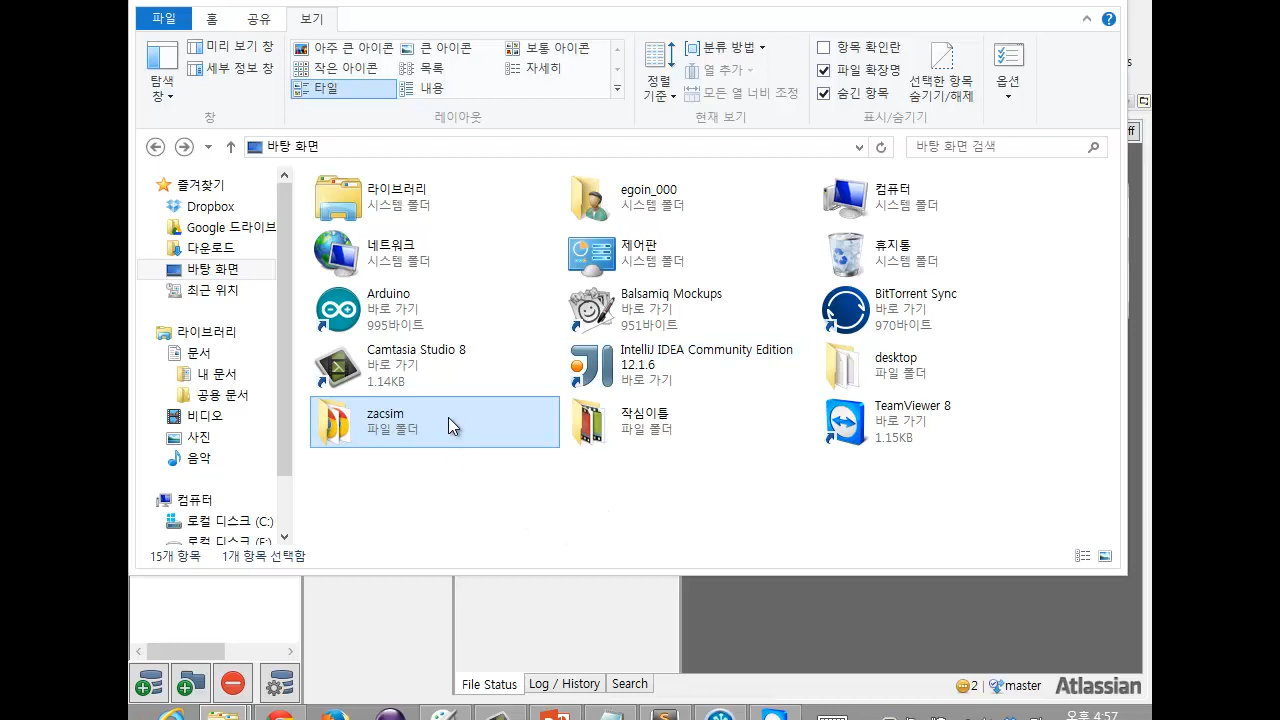 파일 홈 공유 보기
탐색 창
미리 보기 창
세부 정보 창
창
아주 큰 아이콘 큰 아이콘 보통 아이콘
작은 아이콘 목록 자세히
타일 내용
레이아웃
정렬 기준
분류 방법
열 추가
모든 열 너비 조정
현재 보기
항목 확인란
파일 확장명
숨긴 항목
선택한 항목
숨기기/해제
표시/숨기기
옵션
바탕 화면
바탕 화면 검색
즐겨찾기
Dropbox
Google 드라이브
다운로드
바탕 화면
최근 위치
라이브러리
문서
내 문서
공용 문서
비디오
사진
음악
컴퓨터
로컬 디스크 (C:)
로컬 디스크 (E:)
라이브러리
시스템 폴더
egoin_000
시스템 폴더
컴퓨터
시스템 폴더
네트워크
시스템 폴더
제어판
시스템 폴더
휴지통
시스템 폴더
Arduino
바로 가기
995바이트
Balsamiq Mockups
바로 가기
951바이트
BitTorrent Sync
바로 가기
970바이트
Camtasia Studio 8
바로 가기
1.14KB
IntelliJ IDEA Community Edition
12.1.6
바로 가기
desktop
파일 폴더
zacsim
파일 폴더
작심이틀
파일 폴더
TeamViewer 8
바로 가기
1.15KB
15개 항목 1개 항목 선택함
File Status Log / History Search
2 master Atlassian
오후 4:57